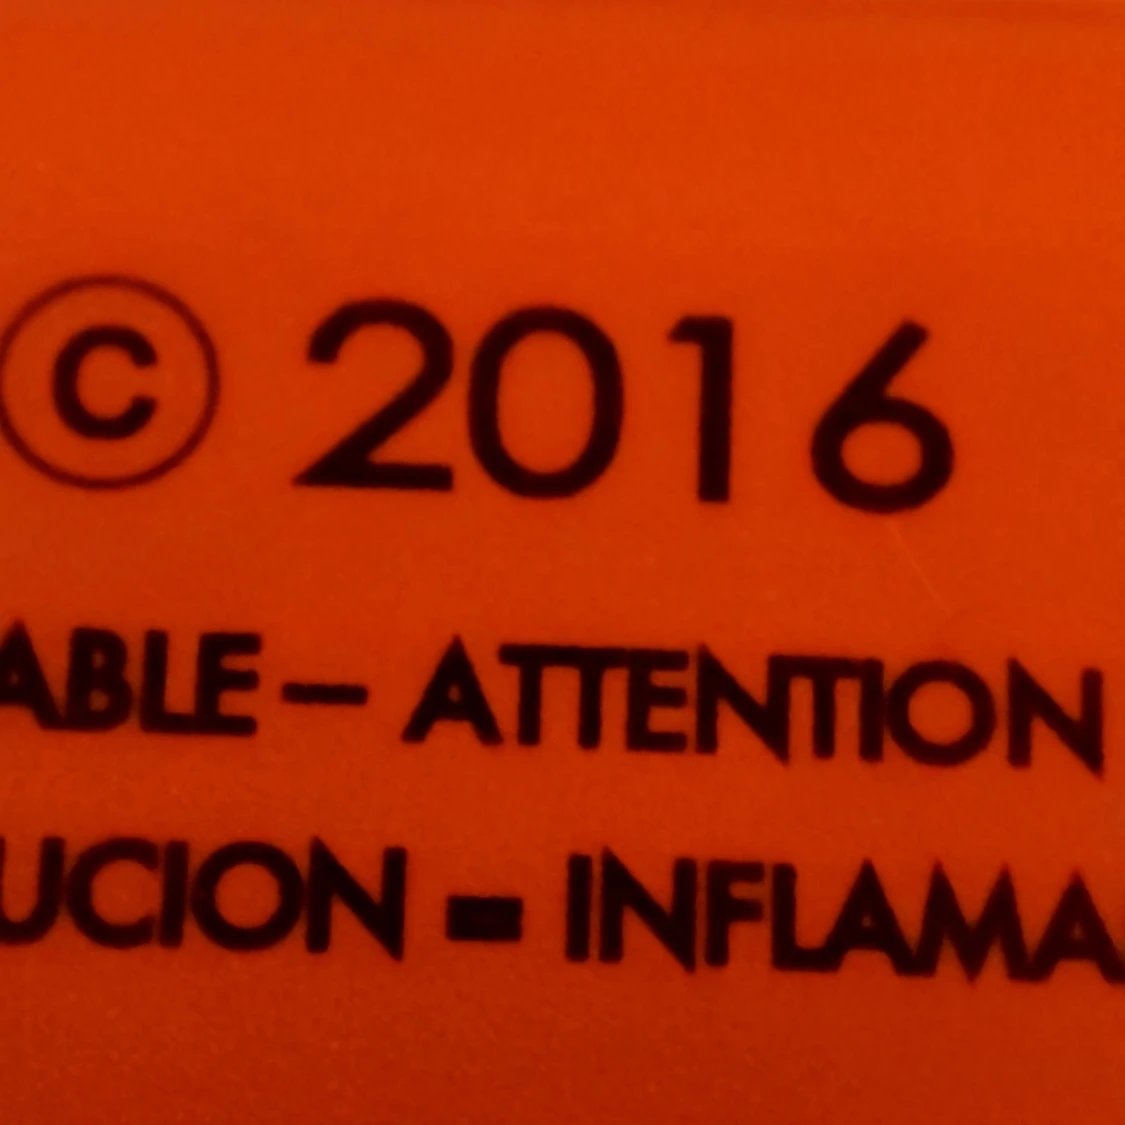 © 2016
ABLE – ATTENTION
UCION - INFLAMA